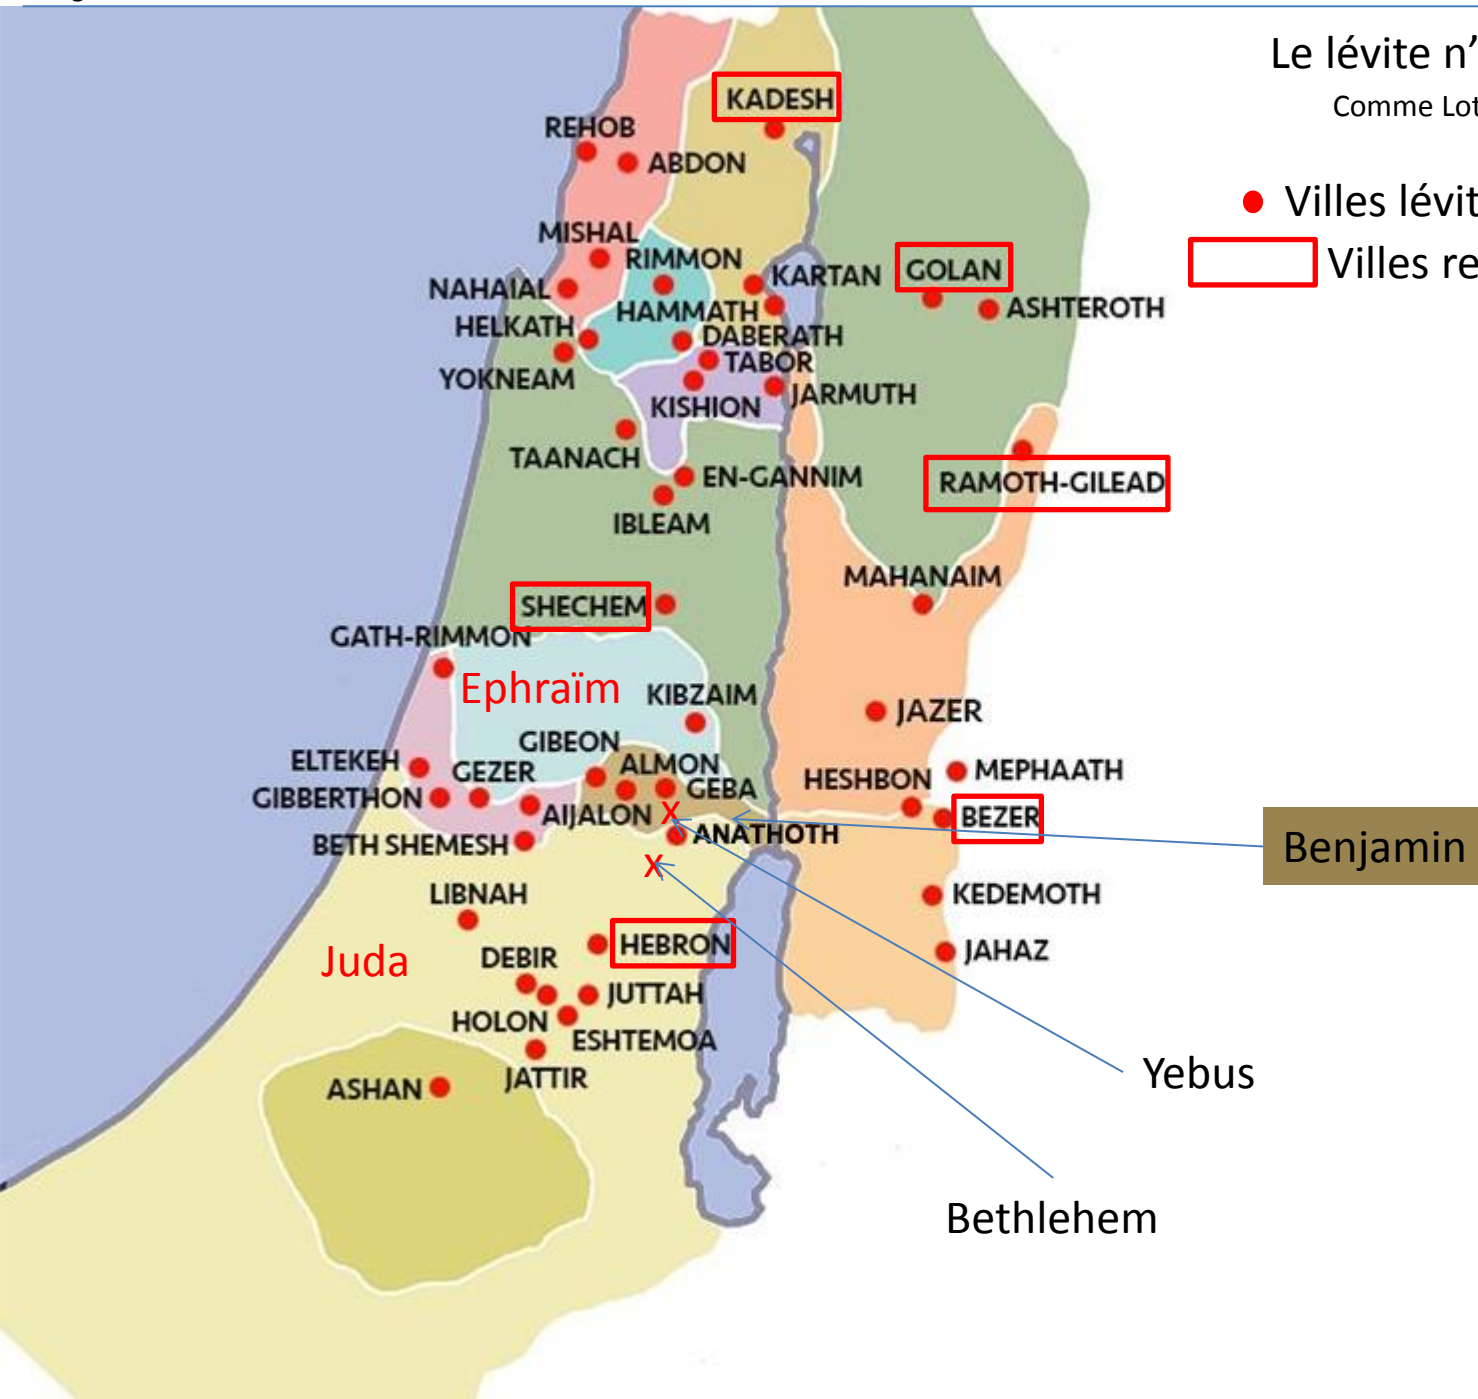 Le lévite n'
Comme Lot
KADESH
REHOB
ABDON
Villes lévit
MISHAL
RIMMON
KARTAN
GOLAN
Villes re
NAHAIAL
HAMMATH
ASHTEROTH
HELKATH
DABERATH
TABOR
YOKNEAM
KISHION
JARMUTH
TAANACH
EN-GANNIM
RAMOTH-GILEAD
IBLEAM
MAHANAIM
SHECHEM
GATH-RIMMON
Ephraïm
KIBZAIM
JAZER
GIBEON
ELTEKEH
GEZER
ALMON
HESHBON
MEPHAATH
GIBBERTHON
GEBA
AIJALON
X
BEZER
BETH SHEMESH
ANATHOTH
Benjamin
X
LIBNAH
KEDEMOTH
Juda
DEBIR
HEBRON
JAHAZ
JUTTAH
HOLON
ESHTEMOA
JATTIR
ASHAN
Yebus
Bethlehem